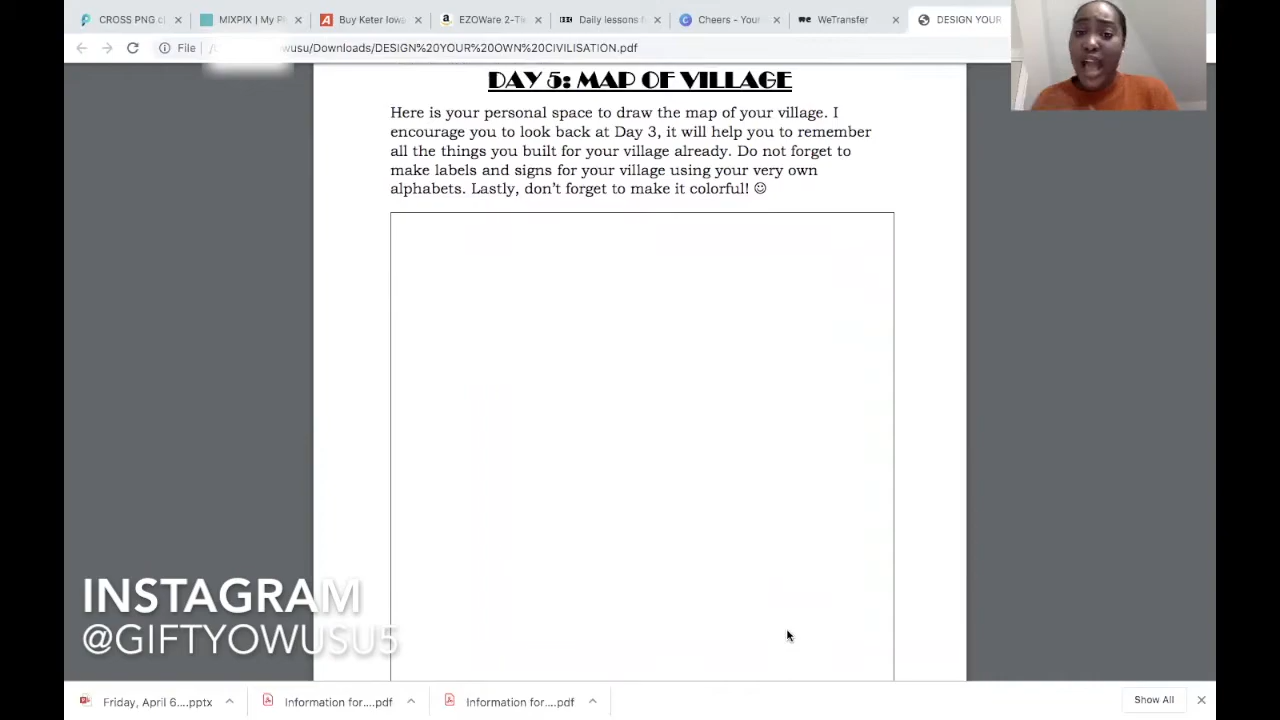 CROSS PNG cl
MIXPIX | My Ph
Buy Keter Iowa
EZOWare 2-Tie
Daily lessons f
Cheers - Your
WeTransfer
DESIGN YOUR
File
owusu/Downloads/DESIGN%20YOUR%20OWN%20CIVILISATION.pdf
DAY 5: MAP OF VILLAGE
Here is your personal space to draw the map of your village. I
encourage you to look back at Day 3, it will help you to remember
all the things you built for your village already. Do not forget to
make labels and signs for your village using your very own
alphabets. Lastly, don't forget to make it colorful! ☺
INSTAGRAM
@GIFTYOWUSU5
Friday, April 6....pptx
Information for....pdf
Information for....pdf
Show All